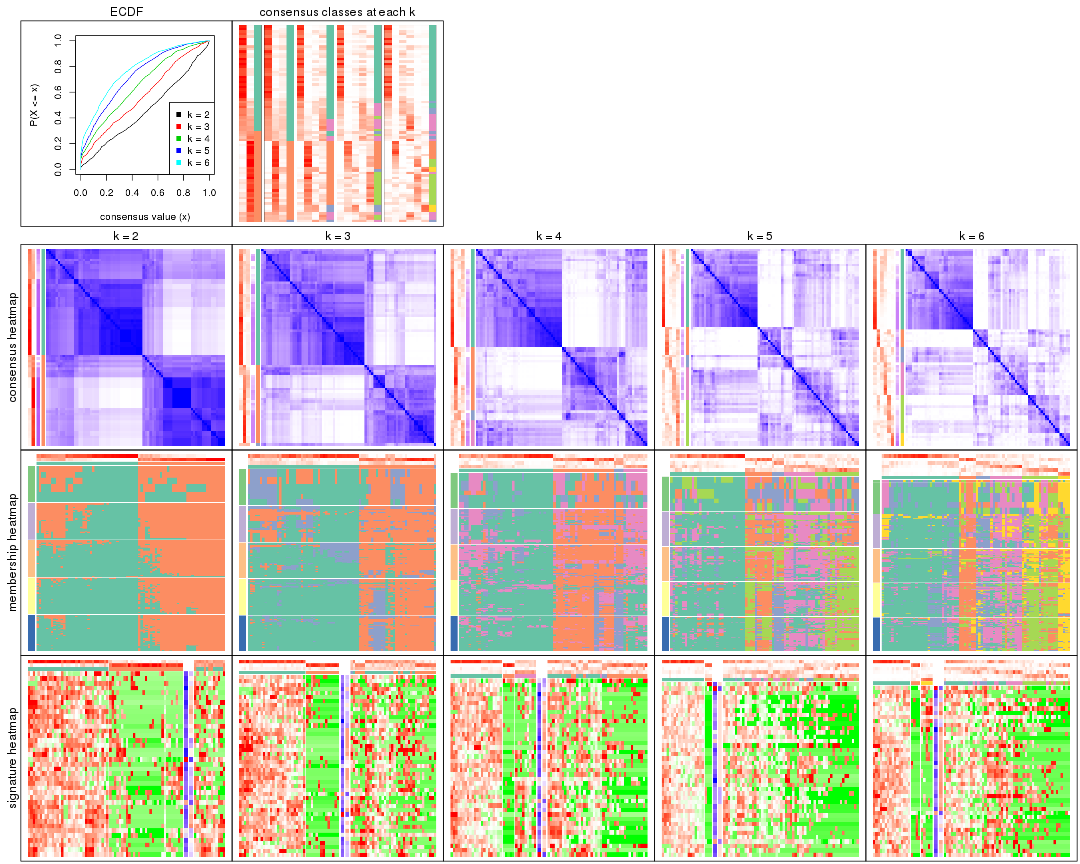 ECDF
consensus classes at each k
P(X <= x)
1.0
0.8
0.6
0.4
0.2
0.0
k = 2
k = 3
k = 4
k = 5
k = 6
0.0 0.2 0.4 0.6 0.8 1.0
consensus value (x)
k = 2
k = 3
k = 4
k = 5
k = 6
consensus heatmap
membership heatmap
signature heatmap